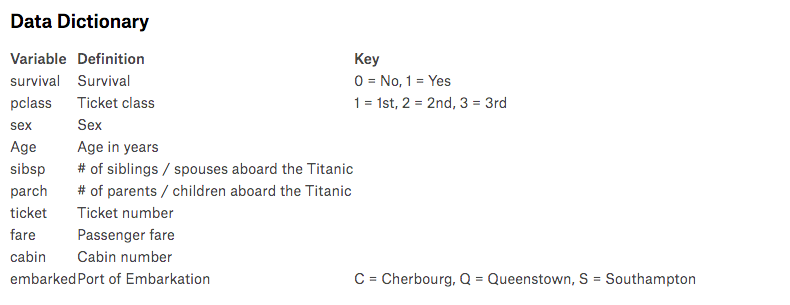 Data Dictionary
Variable Definition Key
survival Survival 0 = No, 1 = Yes
pclass Ticket class 1 = 1st, 2 = 2nd, 3 = 3rd
sex Sex
Age Age in years
sibsp # of siblings / spouses aboard the Titanic
parch # of parents / children aboard the Titanic
ticket Ticket number
fare Passenger fare
cabin Cabin number
embarked Port of Embarkation C = Cherbourg, Q = Queenstown, S = Southampton